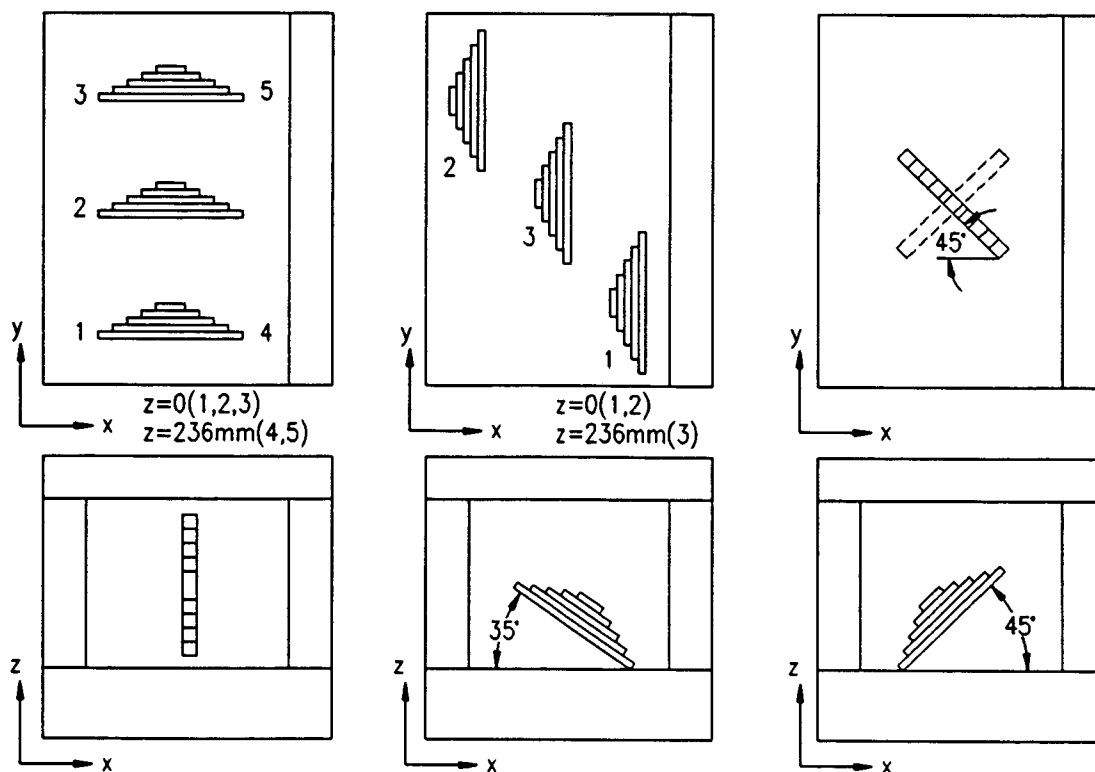 3 5
2
1 4
y
x
z=0(1,2,3)
z=236mm(4,5)
2
3
1
x
z=0(1,2)
z=236mm(3)
45°
y
x
z
x
35°
x
45°
z
x